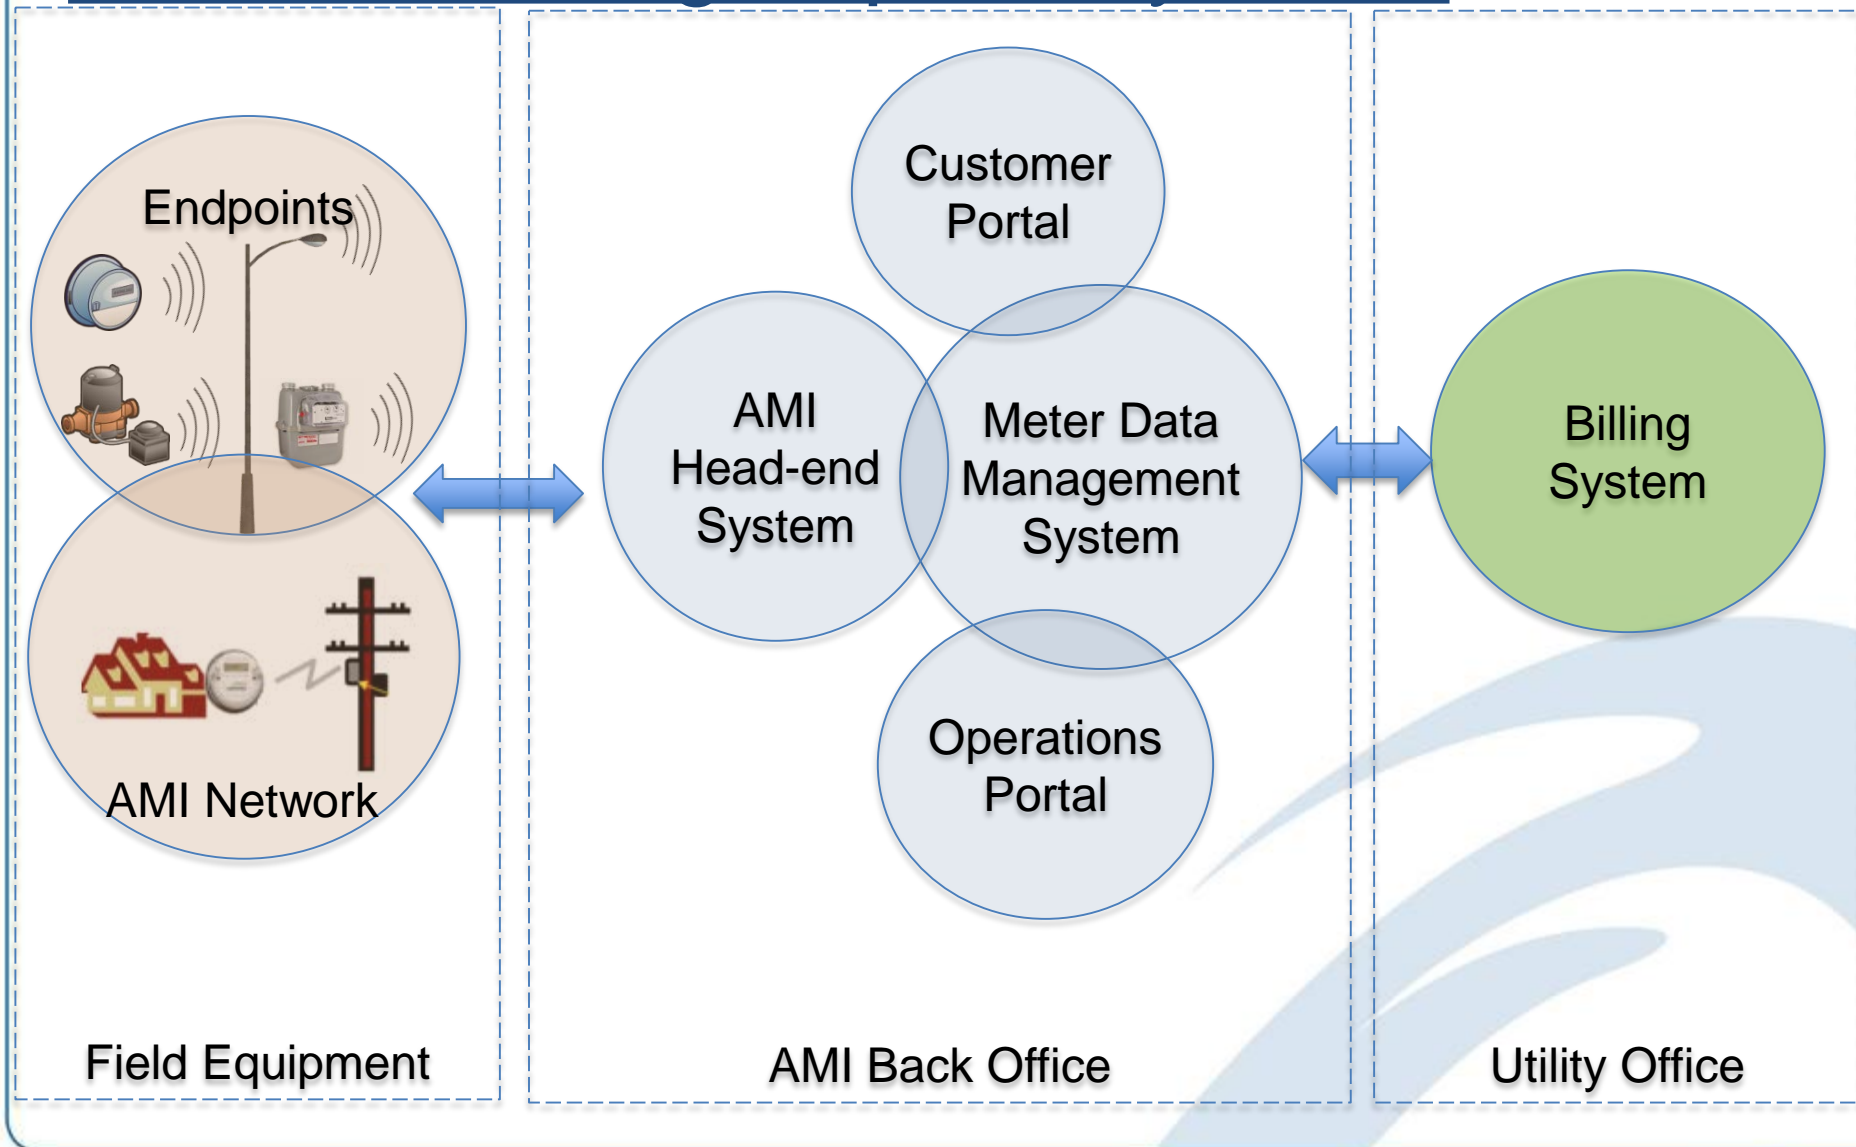 Endpoints
AMI Network
Field Equipment
Customer
Portal
AMI
Head-end
System
Meter Data
Management
System
Operations
Portal
AMI Back Office
Billing
System
Utility Office